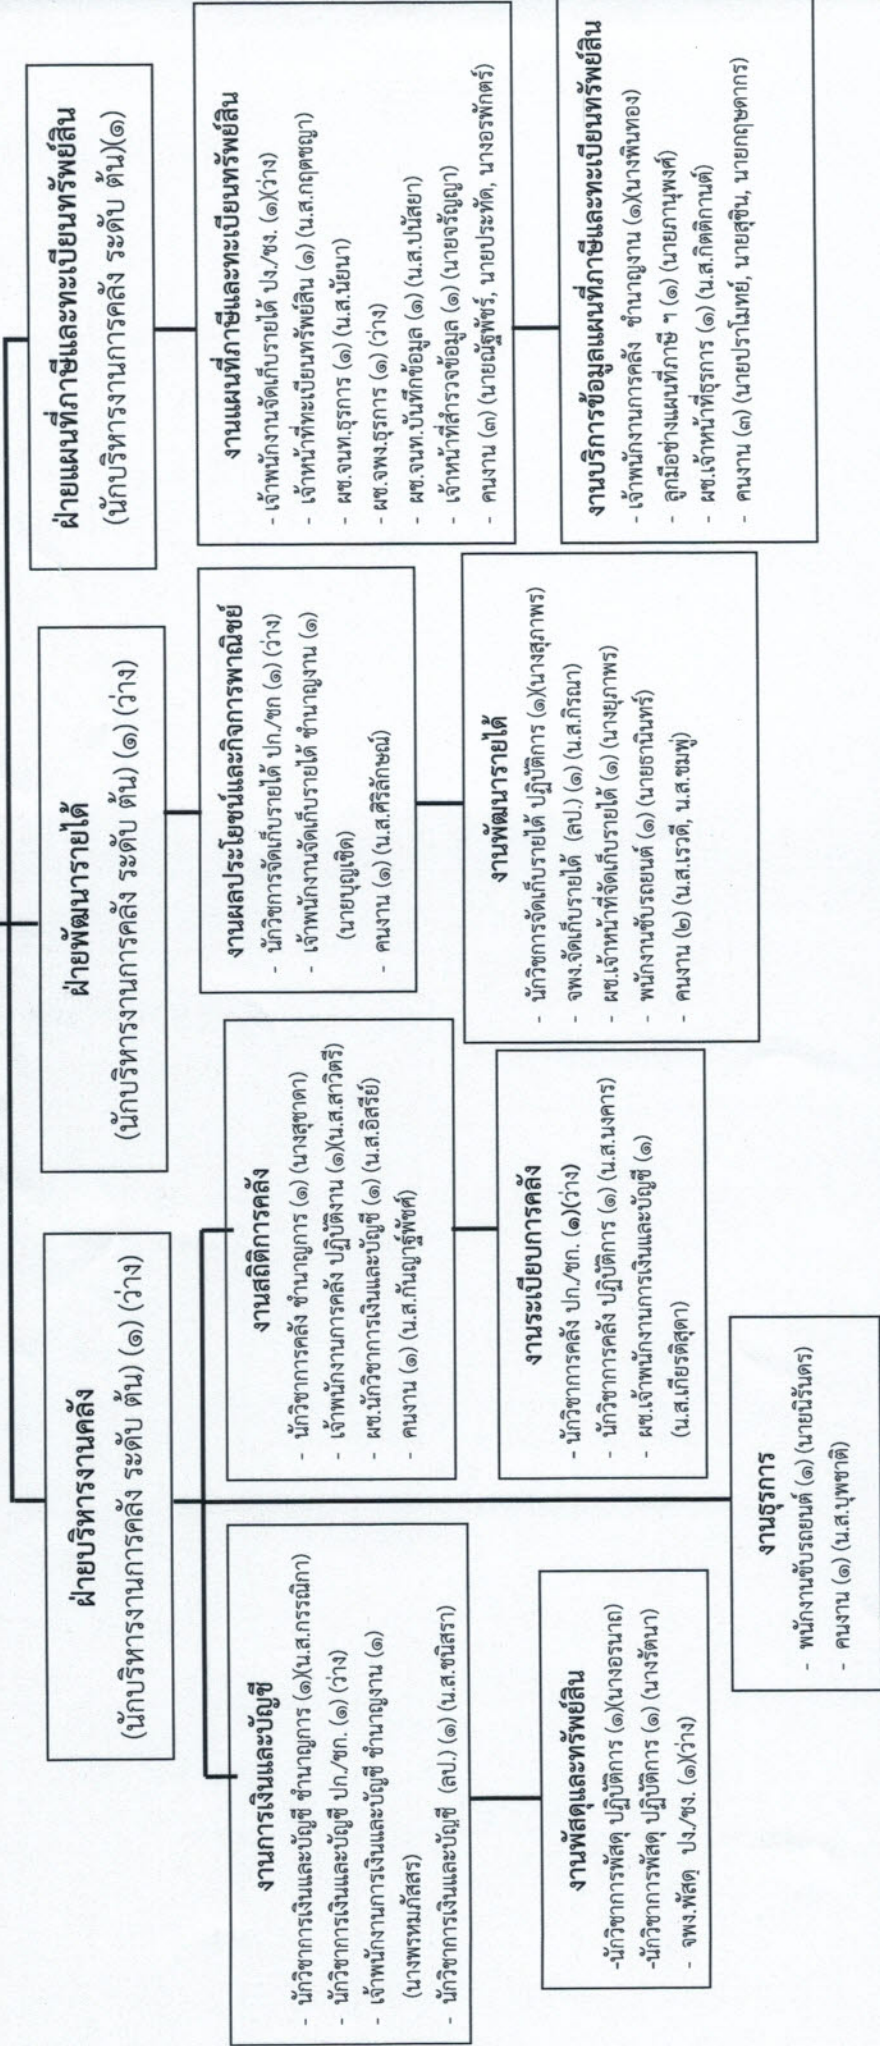 ฝ่ายบริหารงานคลัง
(นักบริหารงานการคลัง ระดับ ต้น) (๑) (ว่าง)
งานการเงินและบัญชี
- นักวิชาการเงินและบัญชี ชำนาญการ (๑)(น.ส.กรรณิกา)
- นักวิชาการเงินและบัญชี ปก./ชก. (๑) (ว่าง)
- เจ้าพนักงานการเงินและบัญชี ชำนาญงาน (๑)
(นางพรหมภัสสร)
- นักวิชาการเงินและบัญชี (ลป.) (๑) (น.ส.ชนิสรา)
งานพัสดุและทรัพย์สิน
-นักวิชาการพัสดุ ปฏิบัติการ (๑)(นางอรนาถ)
-นักวิชาการพัสดุ ปฏิบัติการ (๑) (นางรัตนา)
- จพง.พัสดุ ปง./ชง. (๑)(ว่าง)
งานสถิติการคลัง
- นักวิชาการคลัง ชำนาญการ (๑) (นางสุชาดา)
- เจ้าพนักงานการคลัง ปฏิบัติงาน (๑)(น.ส.สาวิตรี)
- ผช.นักวิชาการเงินและบัญชี (๑) (น.ส.อิสรีย์)
- คนงาน (๑) (น.ส.กันญาฐ์พัชศ์)
งานระเบียบการคลัง
- นักวิชาการคลัง ปก./ชก. (๑)(ว่าง)
- นักวิชาการคลัง ปฏิบัติการ (๑) (น.ส.นงคาร)
- ผช.เจ้าพนักงานการเงินและบัญชี (๑)
(น.ส.เกียรติสุดา)
งานธุรการ
- พนักงานขับรถยนต์ (๑) (นายนิรันดร)
- คนงาน (๑) (น.ส.บุพชาติ)
ฝ่ายพัฒนารายได้
(นักบริหารงานการคลัง ระดับ ต้น) (๑) (ว่าง)
งานผลประโยชน์และกิจการพาณิชย์
- นักวิชการจัดเก็บรายได้ ปก./ชก (๑) (ว่าง)
- เจ้าพนักงานจัดเก็บรายได้ ชำนาญงาน (๑)
(นายบุญเชิด)
- คนงาน (๑) (น.ส.ศิริลักษณ์)
งานพัฒนารายได้
- นักวิชการจัดเก็บรายได้ ปฏิบัติการ (๑)(นางสุภาพร)
- จพง.จัดเก็บรายได้ (ลป.) (๑) (น.ส.กิรณา)
- ผช.เจ้าหน้าที่จัดเก็บรายได้ (๑) (นางยุภาพร)
- พนักงานขับรถยนต์ (๑) (นายธานินทร์)
- คนงาน (๒) (น.ส.เรวดี, น.ส.ชมพู่)
ฝ่ายแผนที่ภาษีและทะเบียนทรัพย์สิน
(นักบริหารงานการคลัง ระดับ ต้น)(๑)
งานแผนที่ภาษีและทะเบียนทรัพย์สิน
- เจ้าพนักงานจัดเก็บรายได้ ปง./ชง. (๑)(ว่าง)
- เจ้าหน้าที่ทะเบียนทรัพย์สิน (๑) (น.ส.กฤตชญา)
- ผช.จนท.ธุรการ (๑) (น.ส.นัยนา)
-ผช.จพง.ธุรการ (๑) (ว่าง)
- ผช.จนท.บันทึกข้อมูล (๑) (น.ส.ปนัสยา)
- เจ้าหน้าที่สำรวจข้อมูล (๑) (นายจรัญญา)
- คนงาน (๓) (นายณัฐพัชร์, นายประทัด, นางอรพักตร์)
งานบริการข้อมูลแผนที่ภาษีและทะเบียนทรัพย์สิน
- เจ้าพนักงานการคลัง ชำนาญงาน (๑)(นางพินทอง)
- ลูกมือช่างแผนที่ภาษี ฯ (๑) (นายภานุพงศ์)
- ผช.เจ้าหน้าที่ธุรการ (๑) (น.ส.กิตติกานต์)
- คนงาน (๓) (นายปราโมทย์, นายสุชิน, นายกฤษดากร)